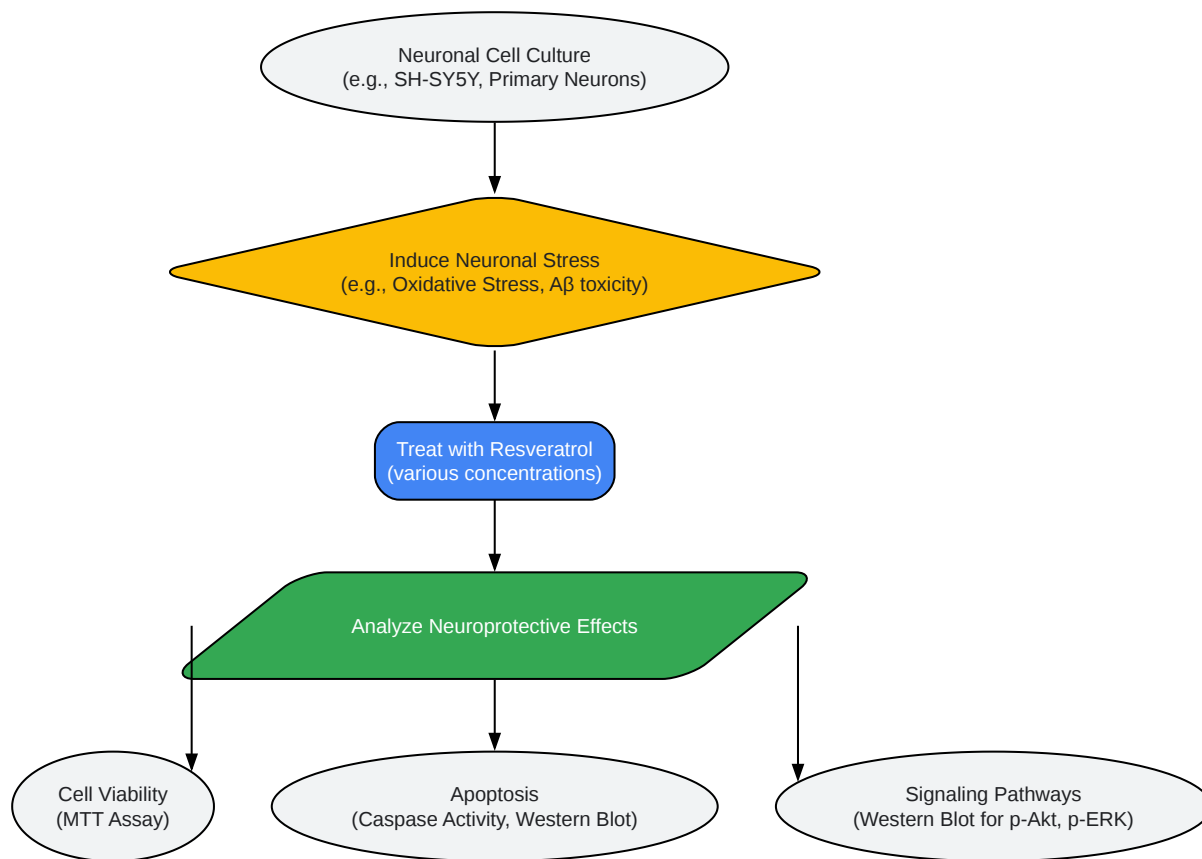 Neuronal Cell Culture
(e.g., SH-SY5Y, Primary Neurons)
Induce Neuronal Stress
(e.g., Oxidative Stress, Aβ toxicity)
Treat with Resveratrol
(various concentrations)
Analyze Neuroprotective Effects
Cell Viability
(MTT Assay)
Apoptosis
(Caspase Activity, Western Blot)
Signaling Pathways
(Western Blot for p-Akt, p-ERK)